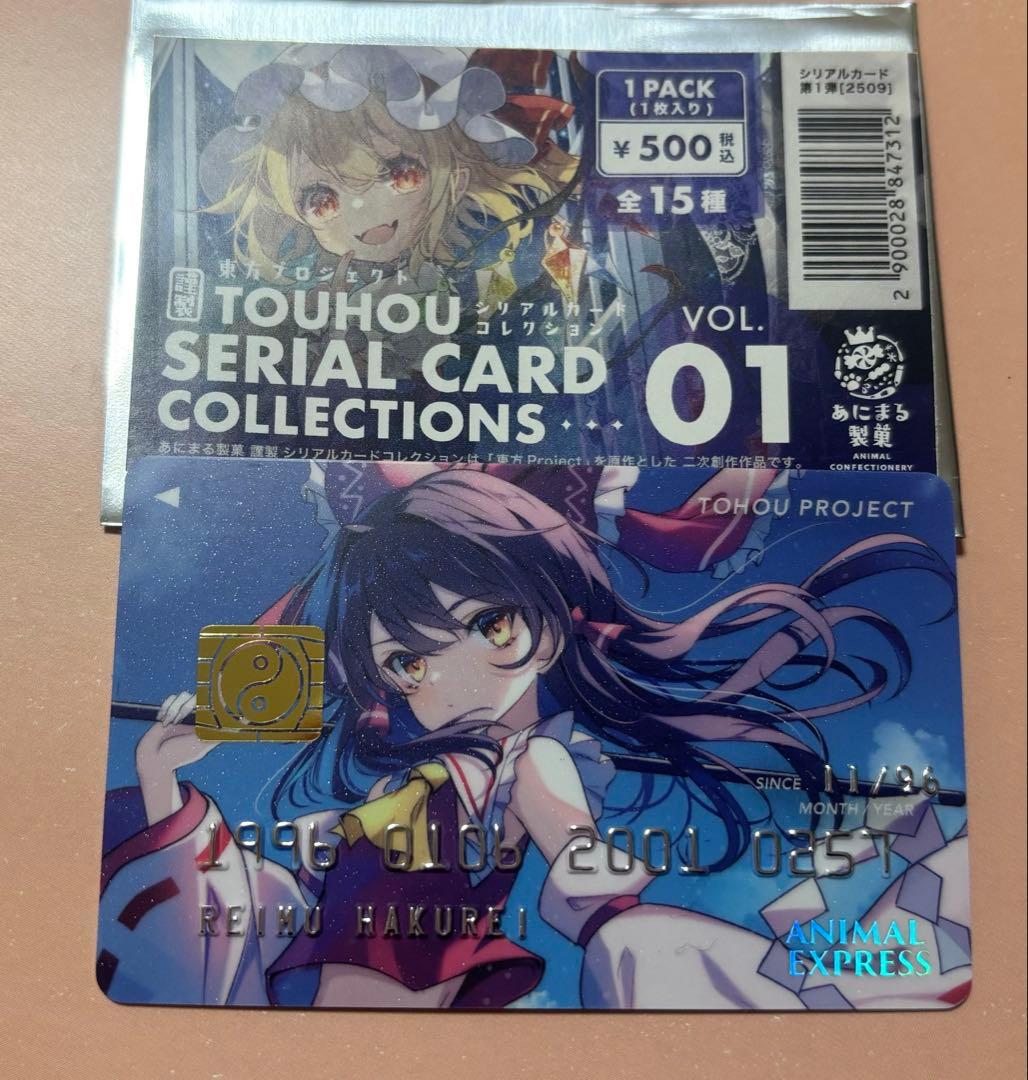 1 PACK
(1枚入り)
¥500税込
全15種
シリアルカード
第1弾[2509]
2 900028 847312
東方プロジェクト
謹製
TOUHOU
シリアルカード
コレクション
SERIAL CARD
COLLECTIONS
VOL.
01
あにまる
製菓
ANIMAL
CONFECTIONERY
あにまる製菓 謹製 シリアルカードコレクションは「東方Project」を原作とした 二次創作作品です。
TOHOU PROJECT
SINCE 11/96
MONTH/YEAR
1996 0106 2001 0257
REIMU HAKUREI
ANIMAL
EXPRESS